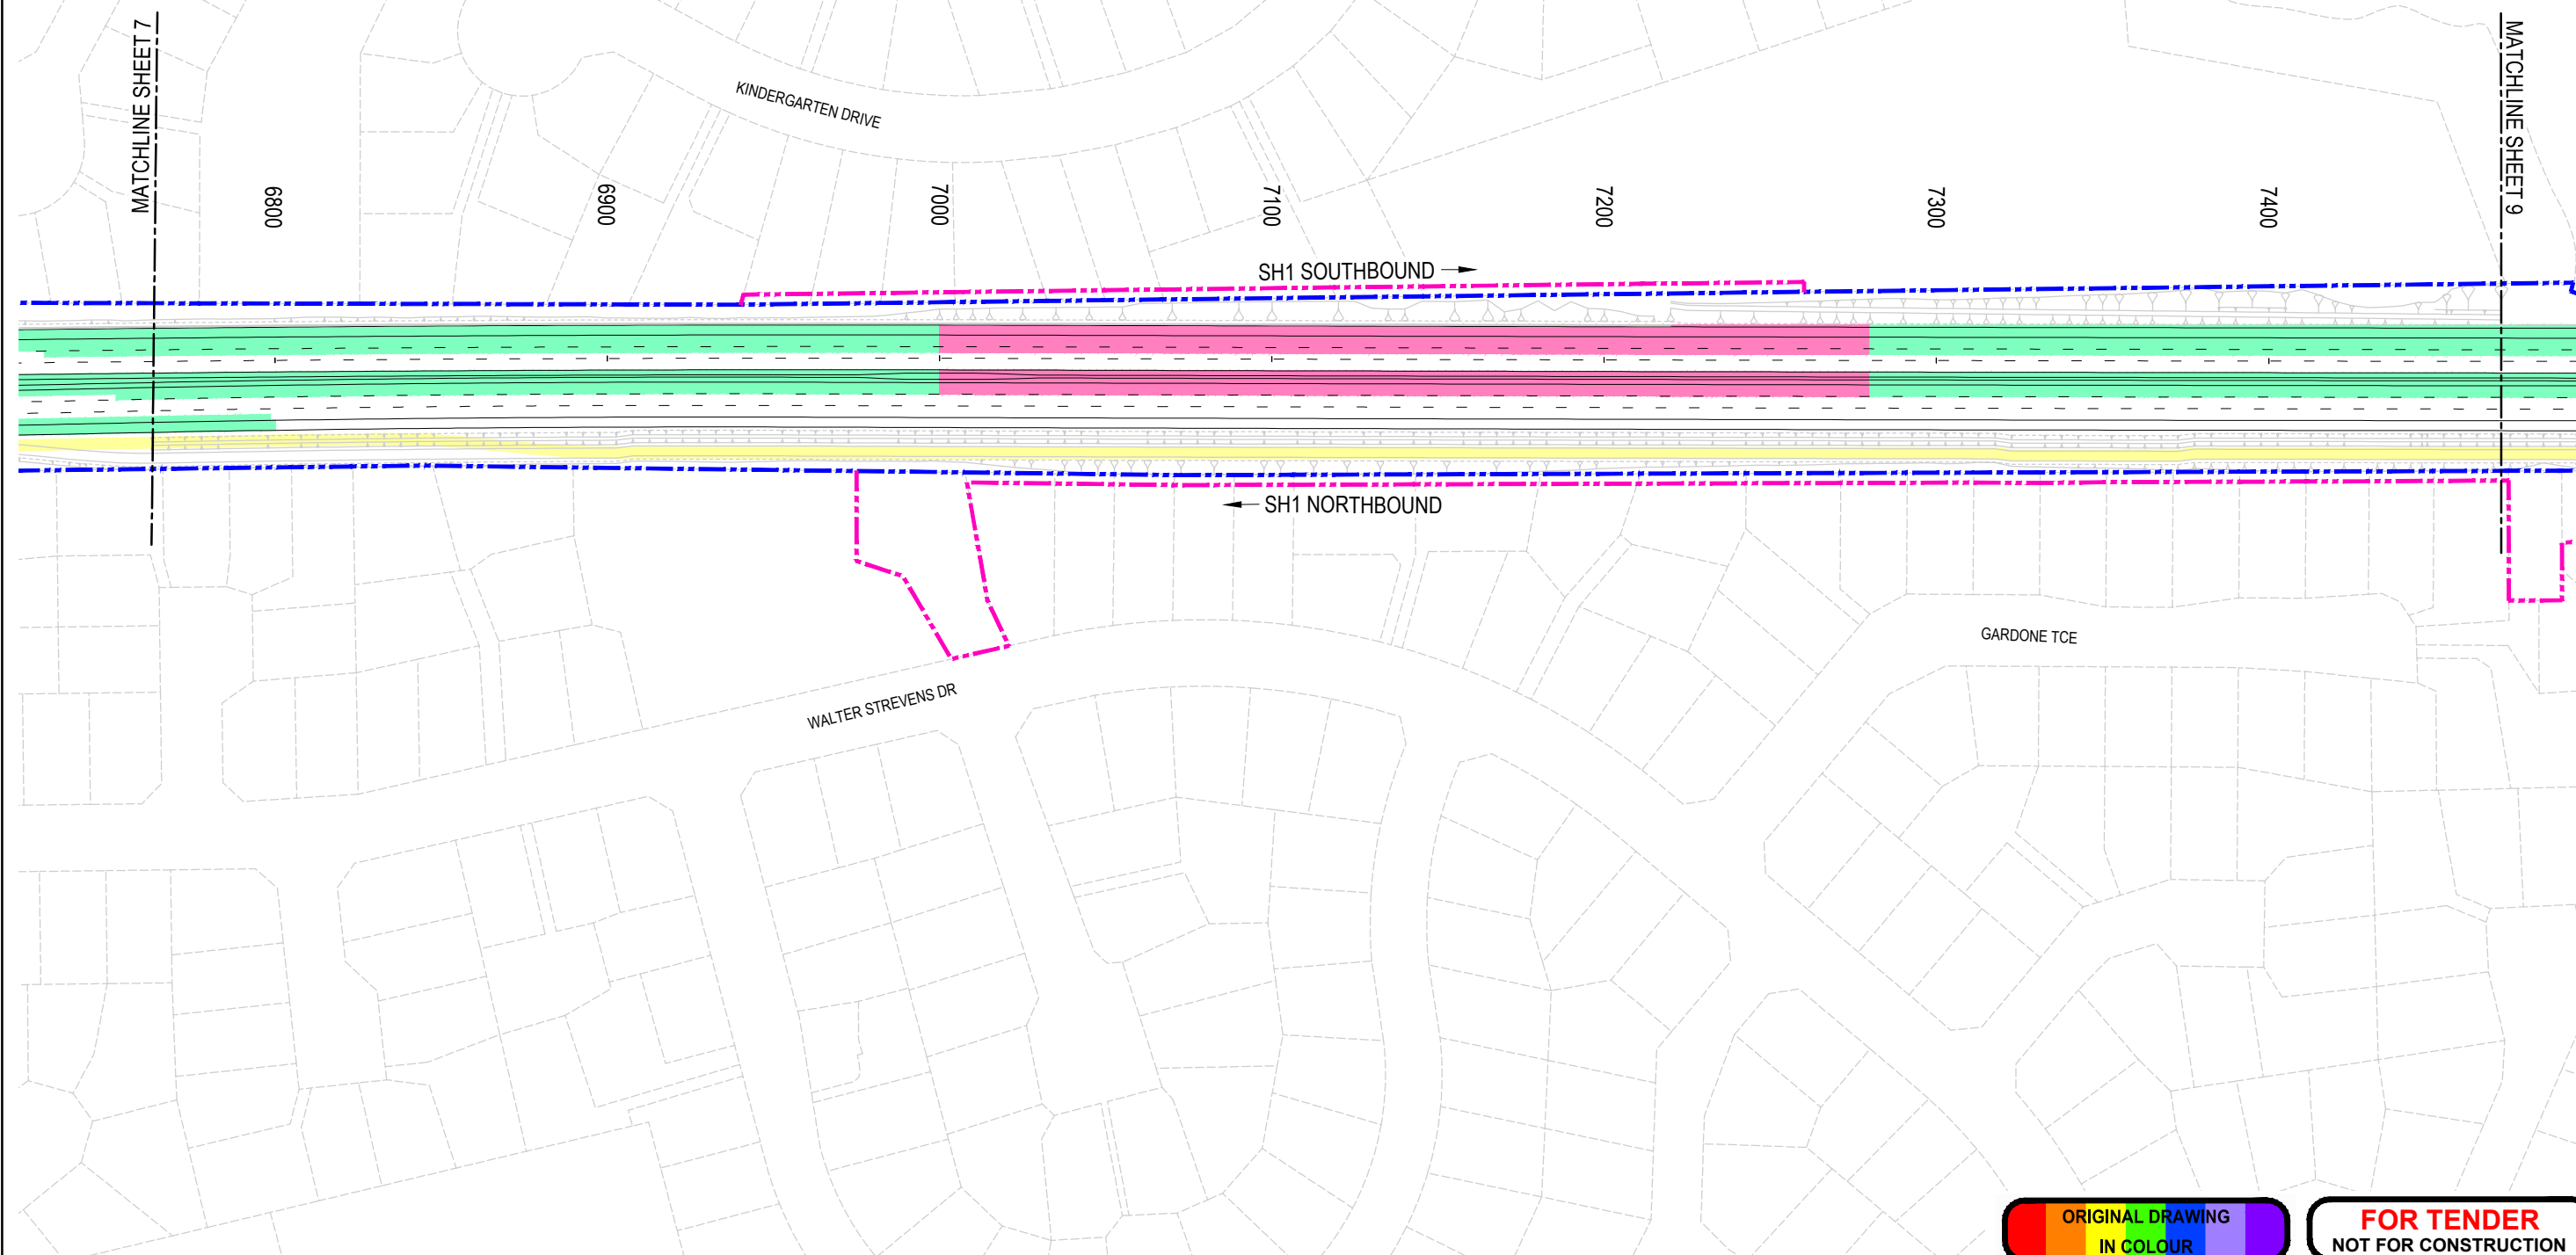 MATCHLINE SHEET 7
MATCHLINE SHEET 9
KINDERGARTEN DRIVE
6800
6900
7000
7100
7200
7300
7400
SH1 SOUTHBOUND
SH1 NORTHBOUND
GARDONE TCE
WALTER STREVENS DR
ORIGINAL DRAWING
IN COLOUR
FOR TENDER
NOT FOR CONSTRUCTION